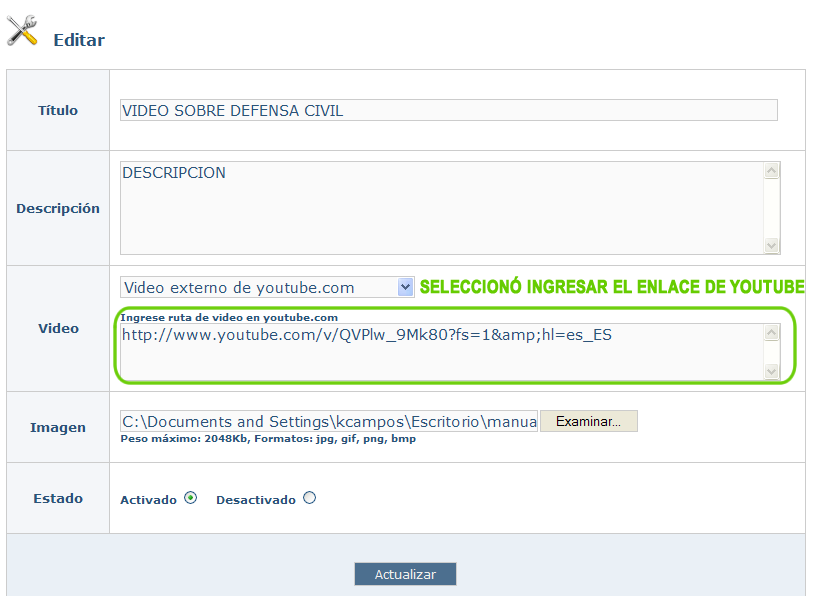 Editar
Título
VIDEO SOBRE DEFENSA CIVIL
Descripción
DESCRIPCION
Video
Video externo de youtube.com
SELECCIONÓ INGRESAR EL ENLACE DE YOUTUBE
Ingrese ruta de video en youtube.com
http://www.youtube.com/v/QVPlw_9Mk80?fs=1&amp;hl=es_ES
Imagen
C:\Documents and Settings\kcampos\Escritorio\manua
Examinar...
Peso máximo: 2048Kb, Formatos: jpg, gif, png, bmp
Estado
Activado
Desactivado
Actualizar